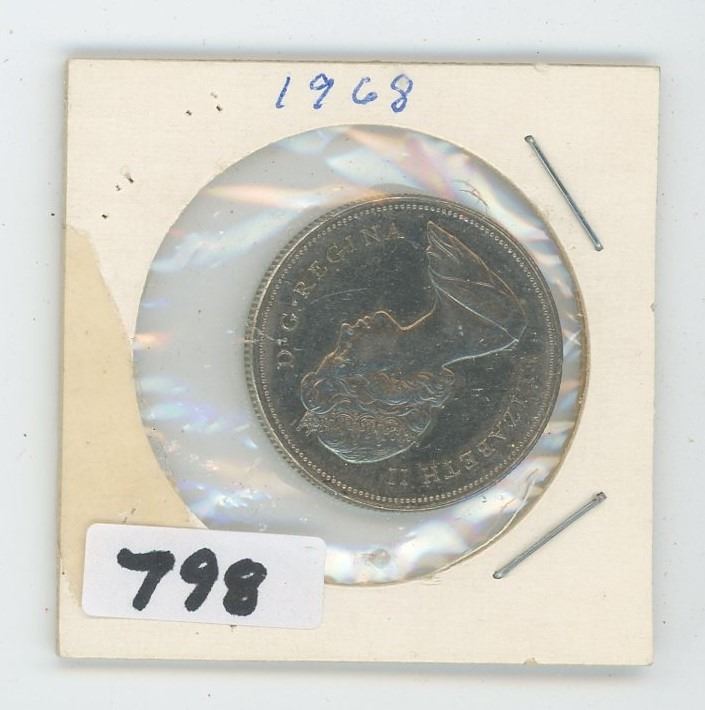 1968
ELIZABETH II
D·G·REGINA
798